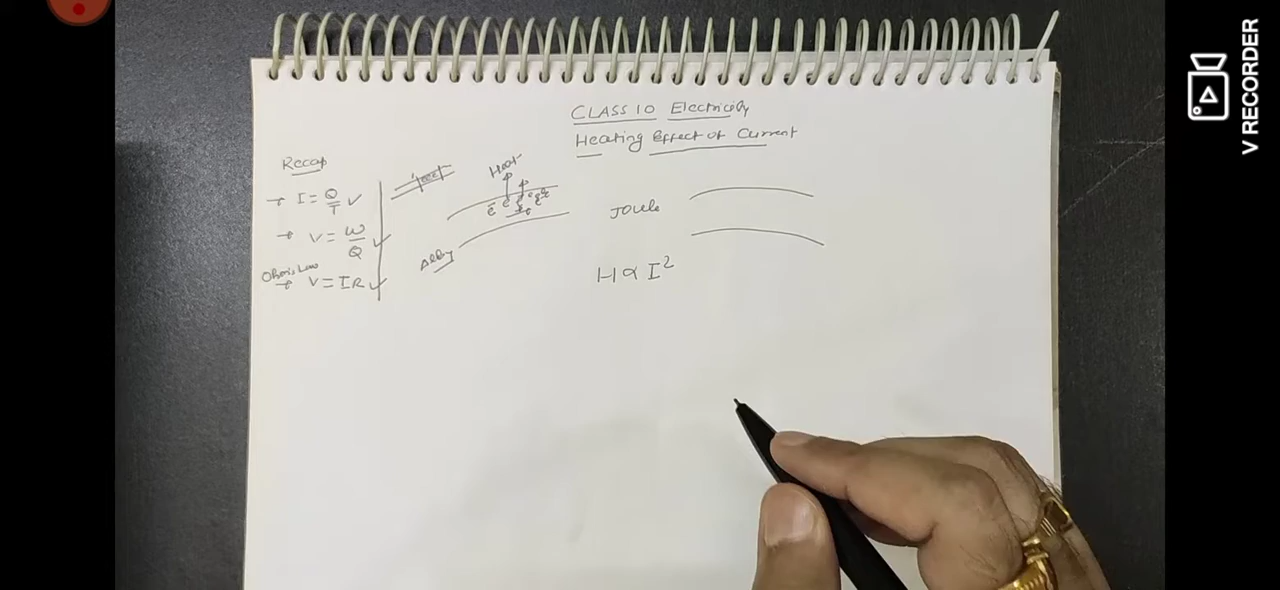 CLASS 10 Electricity
Heating Effect of Current
Recap
→ I = Q/T ✓
→ V = W/Q ✓
Ohm's Law
→ V = IR ✓
Heat
Alloy
Joule
H ∝ I²
V RECORDER